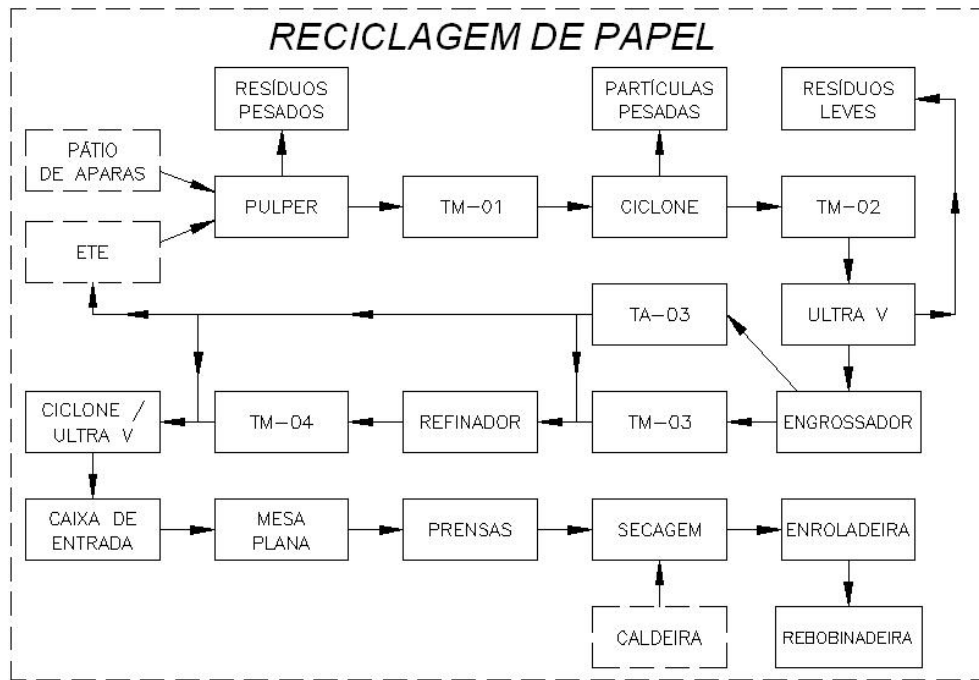 RECICLAGEM DE PAPEL
RESÍDUOS
PESADOS
PARTÍCULAS
PESADAS
RESÍDUOS
LEVES
PÁTIO
DE APARAS
PULPER
TM-01
CICLONE
TM-02
ETE
TA-03
ULTRA V
CICLONE /
ULTRA V
TM-04
REFINADOR
TM-03
ENGROSSADOR
CAIXA DE
ENTRADA
MESA
PLANA
PRENSAS
SECAGEM
ENROLADEIRA
CALDEIRA
REBOBINADEIRA